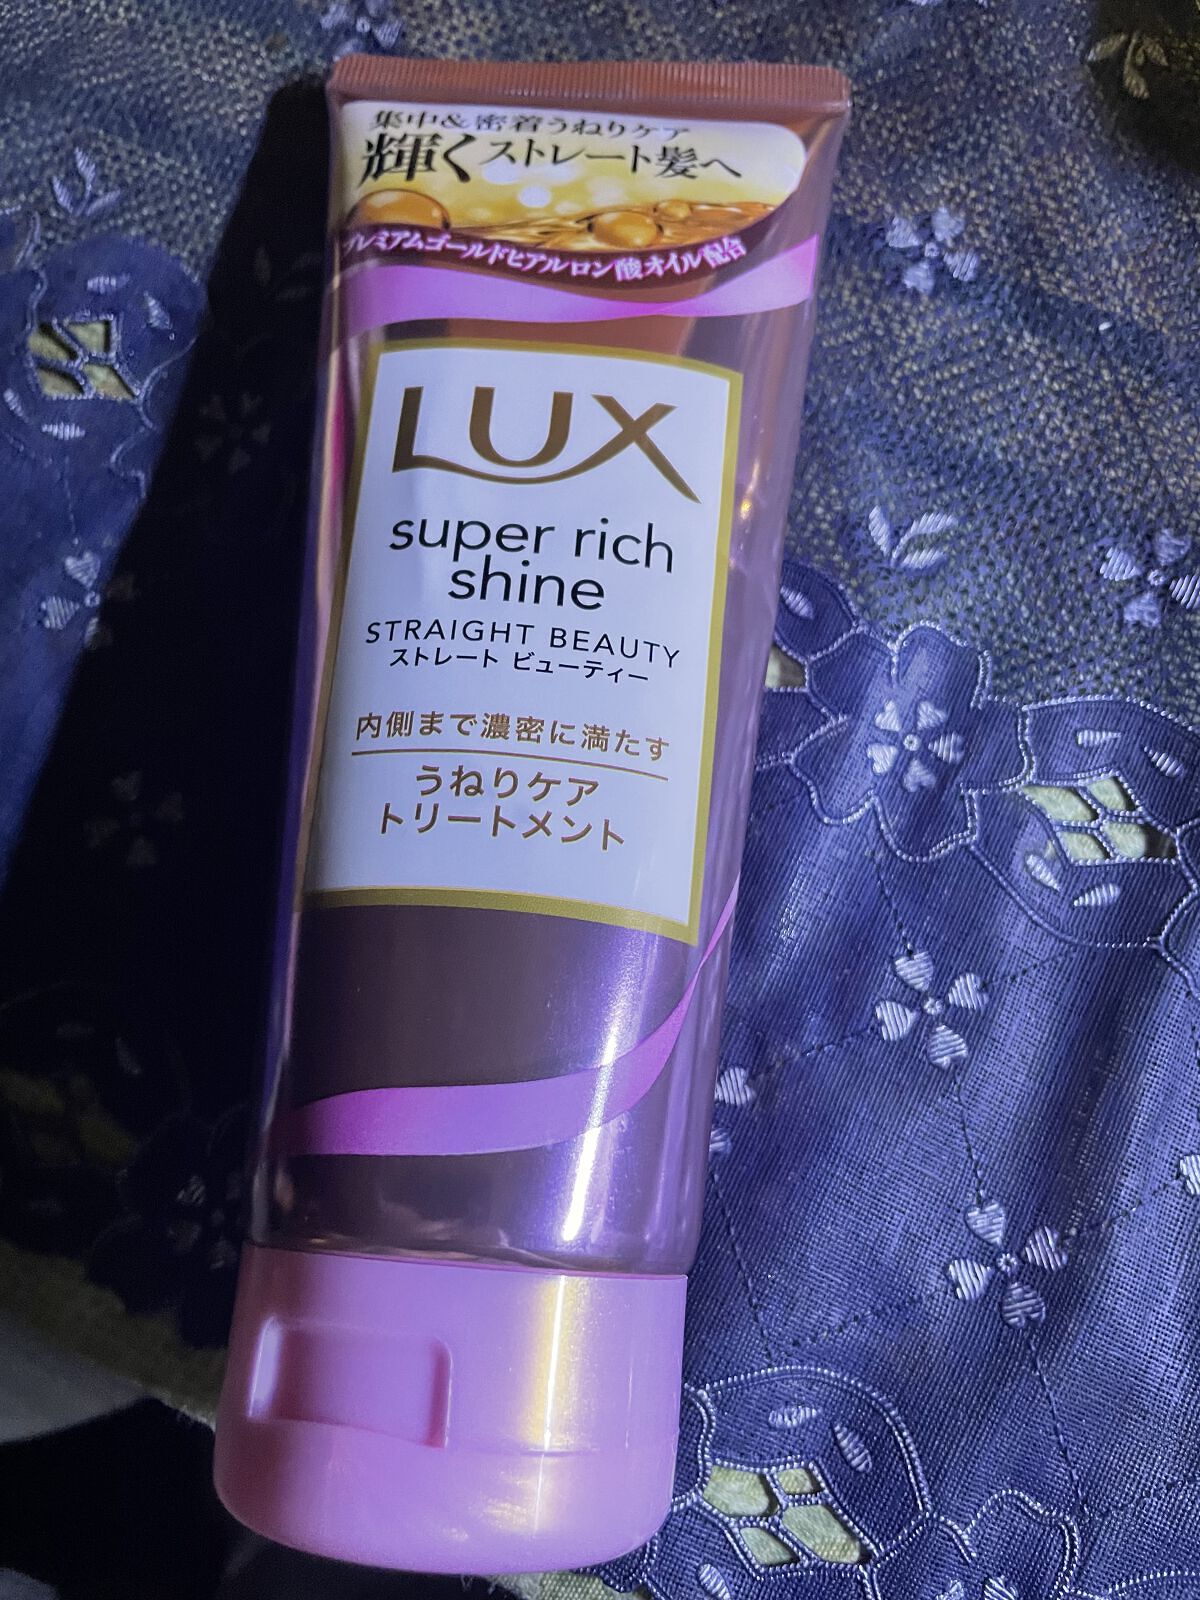 集中&密着うねりケア
輝くストレート髪へ
プレミアムゴールドヒアルロン酸オイル配合
LUX
super rich
shine
STRAIGHT BEAUTY
ストレート ビューティー
内側まで濃密に満たす
うねりケア
トリートメント